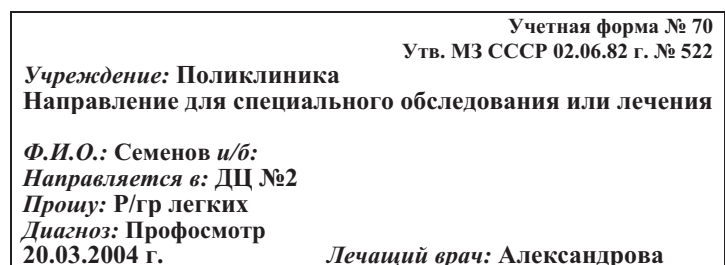 Учетная форма № 70
Утв. МЗ СССР 02.06.82 г. № 522
Учреждение: Поликлиника
Направление для специального обследования или лечения
Ф.И.О.: Семенов и/б:
Направляется в: ДЦ №2
Прошу: Р/гр легких
Диагноз: Профосмотр
20.03.2004 г. Лечащий врач: Александрова